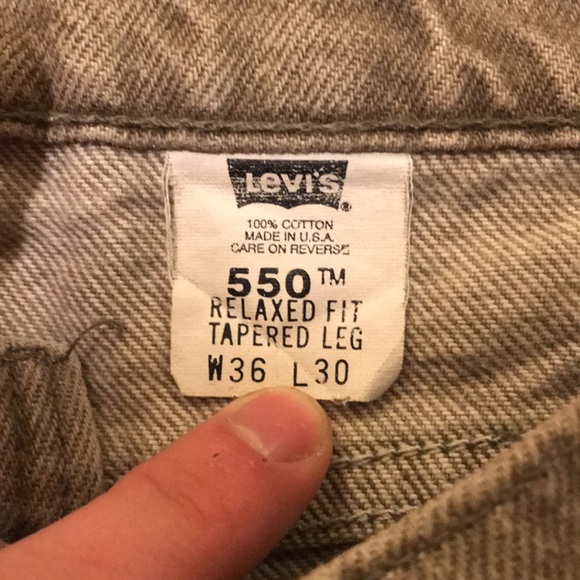 Levi's ®
100% COTTON
MADE IN U.S.A.
CARE ON REVERSE
550™
RELAXED FIT
TAPERED LEG
W36 L30